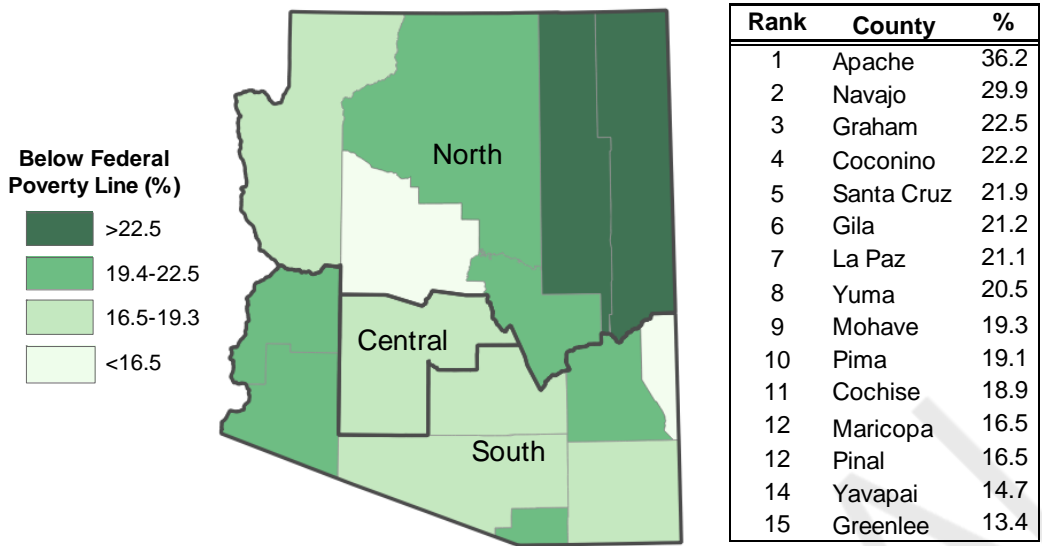 Below Federal
Poverty Line (%)
>22.5
19.4-22.5
16.5-19.3
<16.5
North
Central
South
Rank County %
1 Apache 36.2
2 Navajo 29.9
3 Graham 22.5
4 Coconino 22.2
5 Santa Cruz 21.9
6 Gila 21.2
7 La Paz 21.1
8 Yuma 20.5
9 Mohave 19.3
10 Pima 19.1
11 Cochise 18.9
12 Maricopa 16.5
12 Pinal 16.5
14 Yavapai 14.7
15 Greenlee 13.4